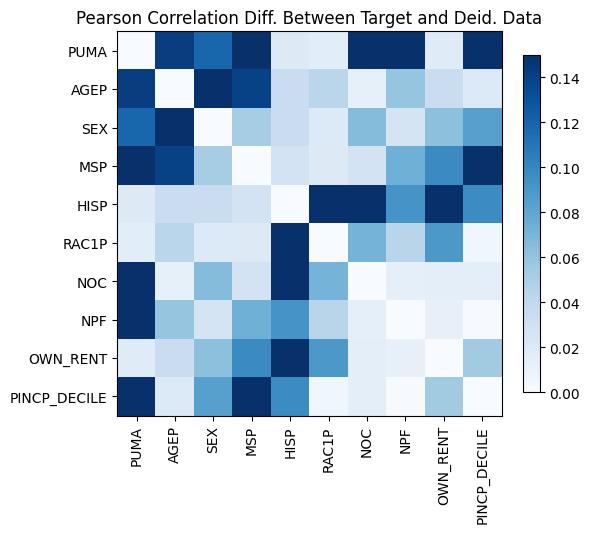 Pearson Correlation Diff. Between Target and Deid. Data
PUMA
AGEP
SEX
MSP
HISP
RAC1P
NOC
NPF
OWN_RENT
PINCP_DECILE
PUMA
AGEP
SEX
MSP
HISP
RAC1P
NOC
NPF
OWN_RENT
PINCP_DECILE
0.14
0.12
0.10
0.08
0.06
0.04
0.02
0.00